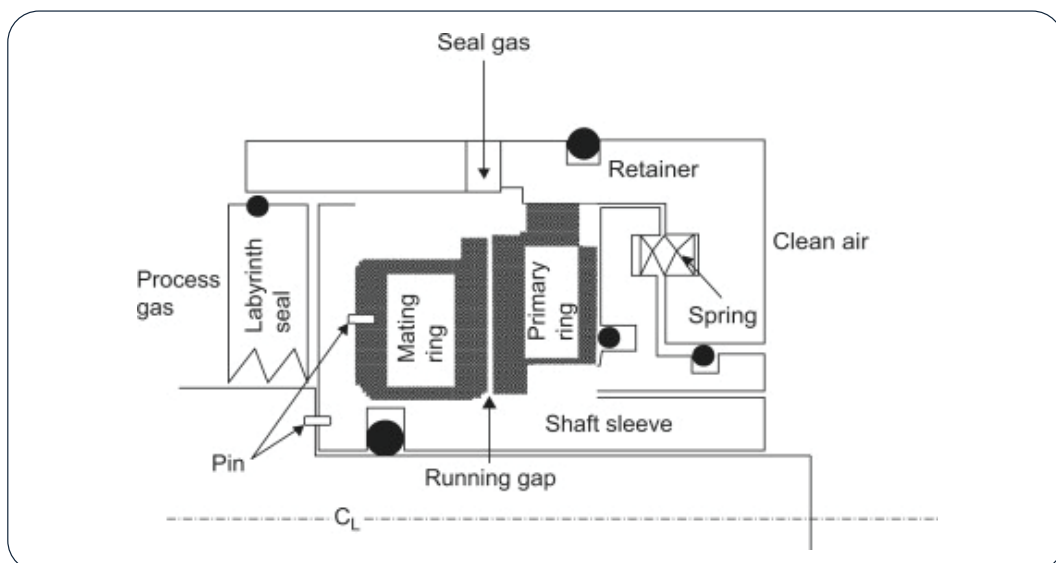 Seal gas
Retainer
Clean air
Process
gas
Labyrinth
seal
Mating
ring
Primary
ring
Spring
Shaft sleeve
Pin
Running gap
CL